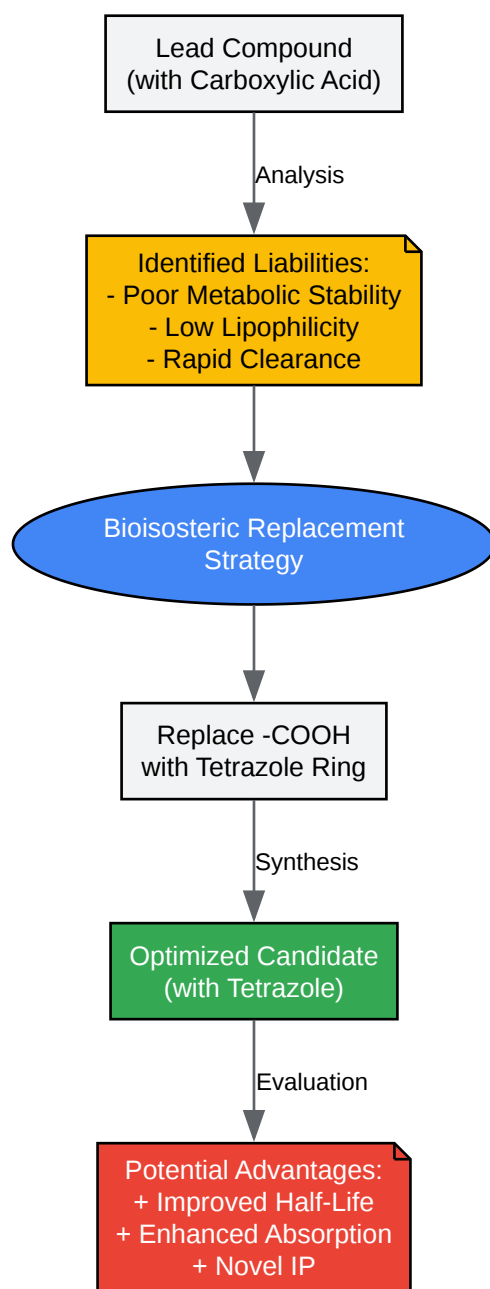 Lead Compound
(with Carboxylic Acid)
Analysis
Identified Liabilities:
- Poor Metabolic Stability
- Low Lipophilicity
- Rapid Clearance
Bioisosteric Replacement
Strategy
Replace -COOH
with Tetrazole Ring
Synthesis
Optimized Candidate
(with Tetrazole)
Evaluation
Potential Advantages:
+ Improved Half-Life
+ Enhanced Absorption
+ Novel IP